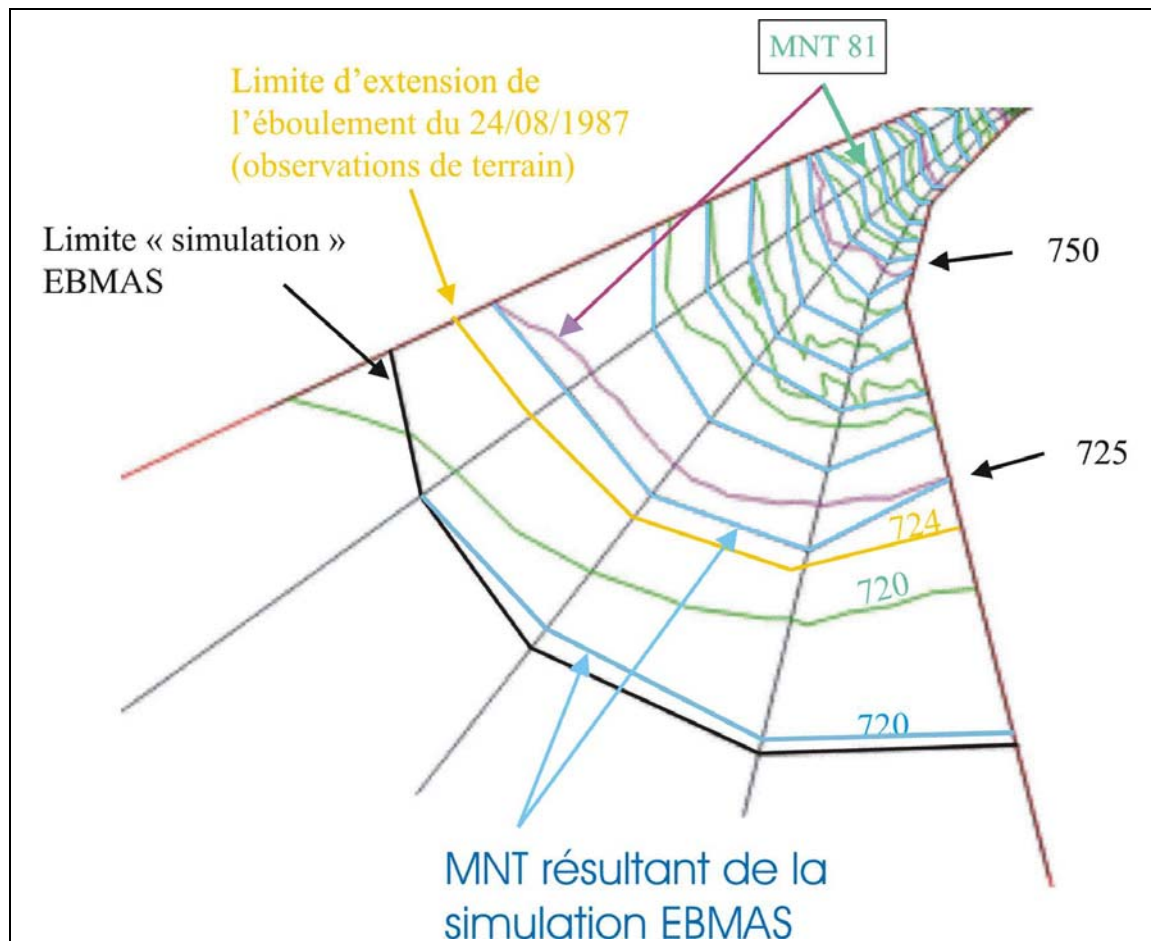 MNT 81
Limite d’extension de
l’éboulement du 24/08/1987
(observations de terrain)
Limite « simulation »
EBMAS
750
725
724
720
720
MNT résultant de la
simulation EBMAS